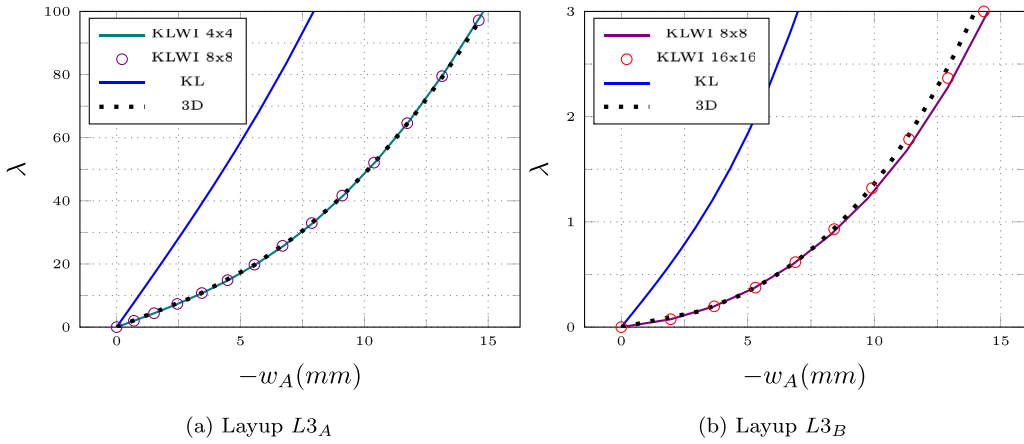 100
80
60
40
20
0
λ
KLWI 4x4
KLWI 8x8
KL
3D
0 5 10 15
−w_A(mm)
(a) Layup L3_A
3
2
1
0
λ
KLWI 8x8
KLWI 16x16
KL
3D
0 5 10 15
−w_A(mm)
(b) Layup L3_B